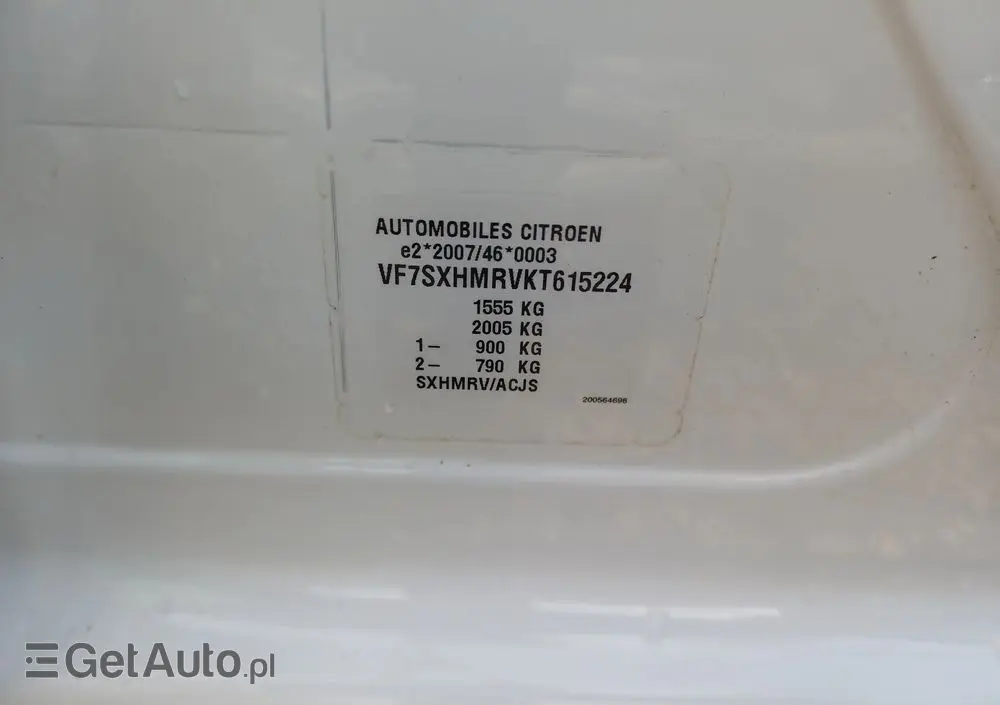 AUTOMOBILES CITROEN
e2*2007/46*0003
VF7SXHMRVKT615224
1555 KG
2005 KG
1- 900 KG
2- 790 KG
SXHMRV/ACJS
200564696
GetAuto.pl